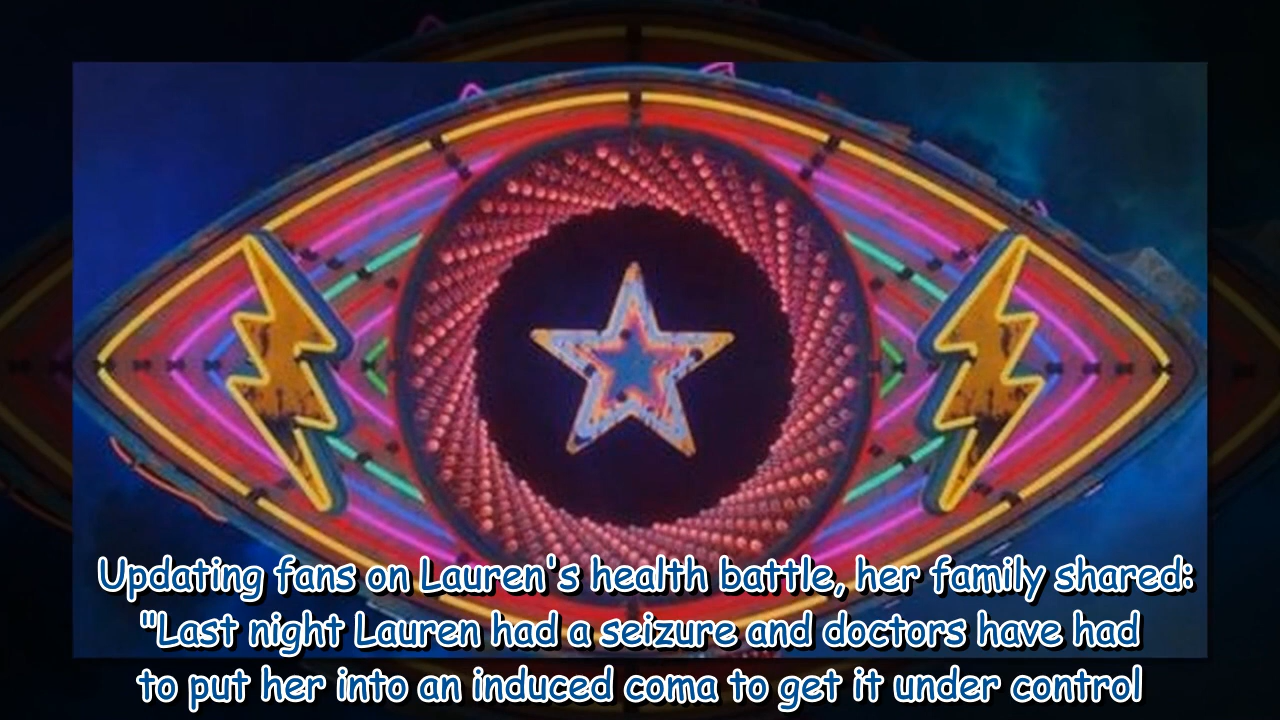 Updating fans on Lauren's health battle, her family shared:
"Last night Lauren had a seizure and doctors have had
to put her into an induced coma to get it under control